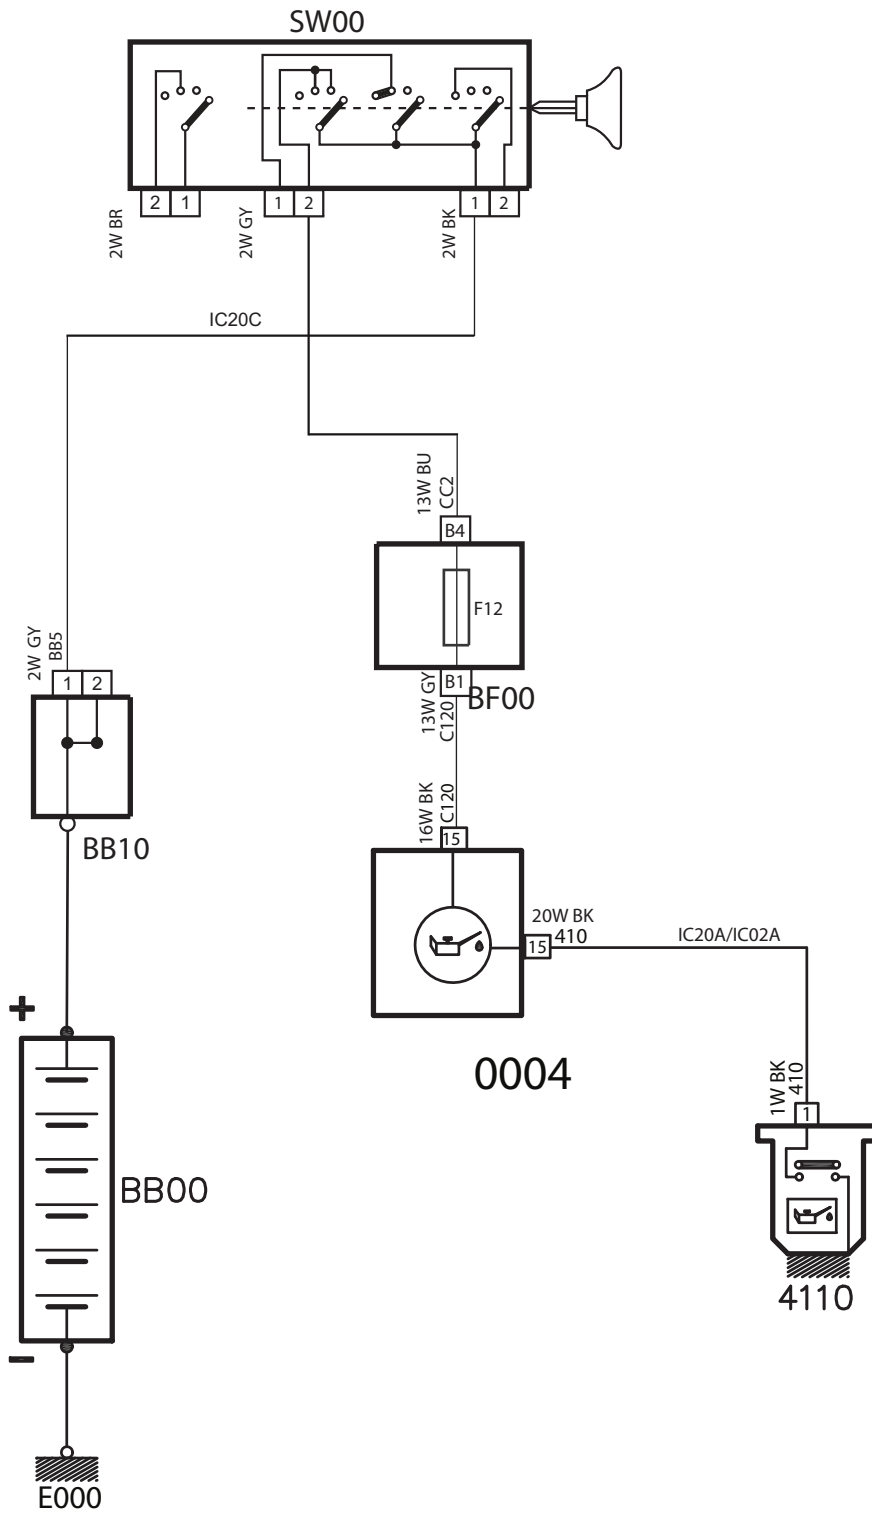 SW00
2 1
1 2
1 2
2W BR
2W GY
2W BK
IC20C
13W BU
CC2
B4
F12
B1
BF00
13W GY
C120
2W GY
BB5
1 2
BB10
16W BK
C120
15
20W BK
15
410
IC20A/IC02A
0004
+
1W BK
410
1
BB00
4110
-
E000